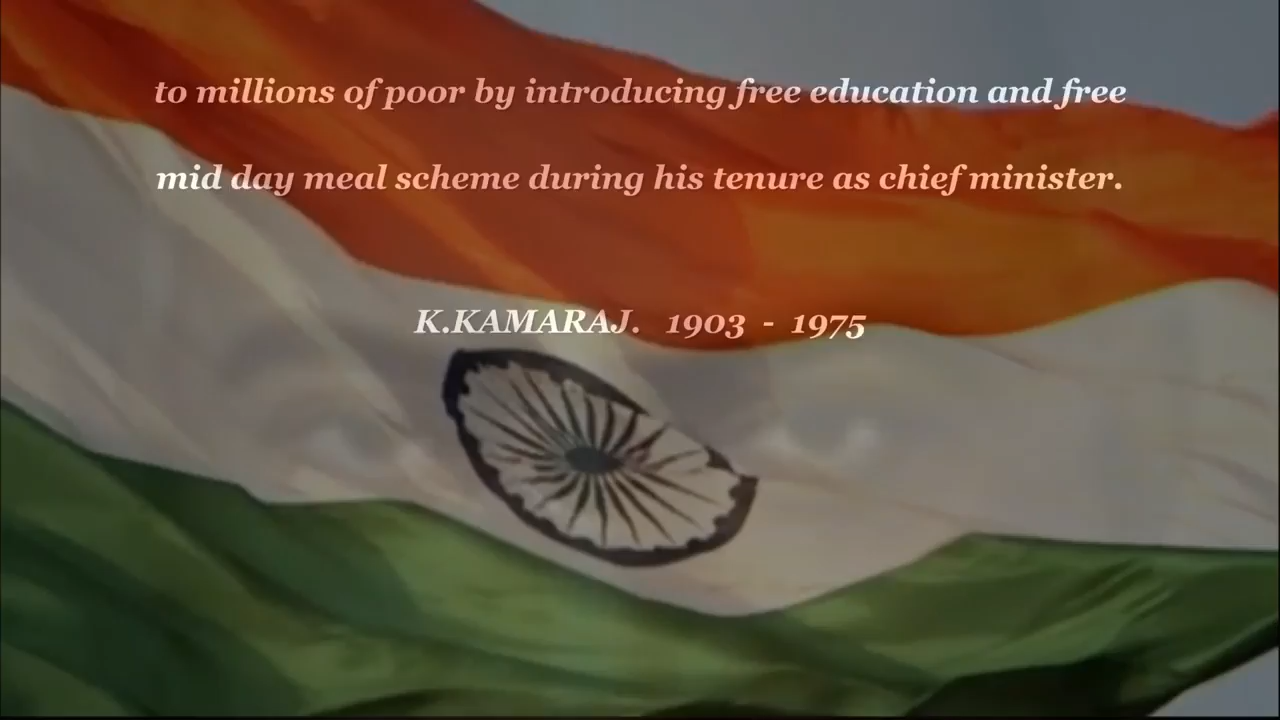 to millions of poor by introducing free education and free
mid day meal scheme during his tenure as chief minister.
K.KAMARAJ. 1903 - 1975